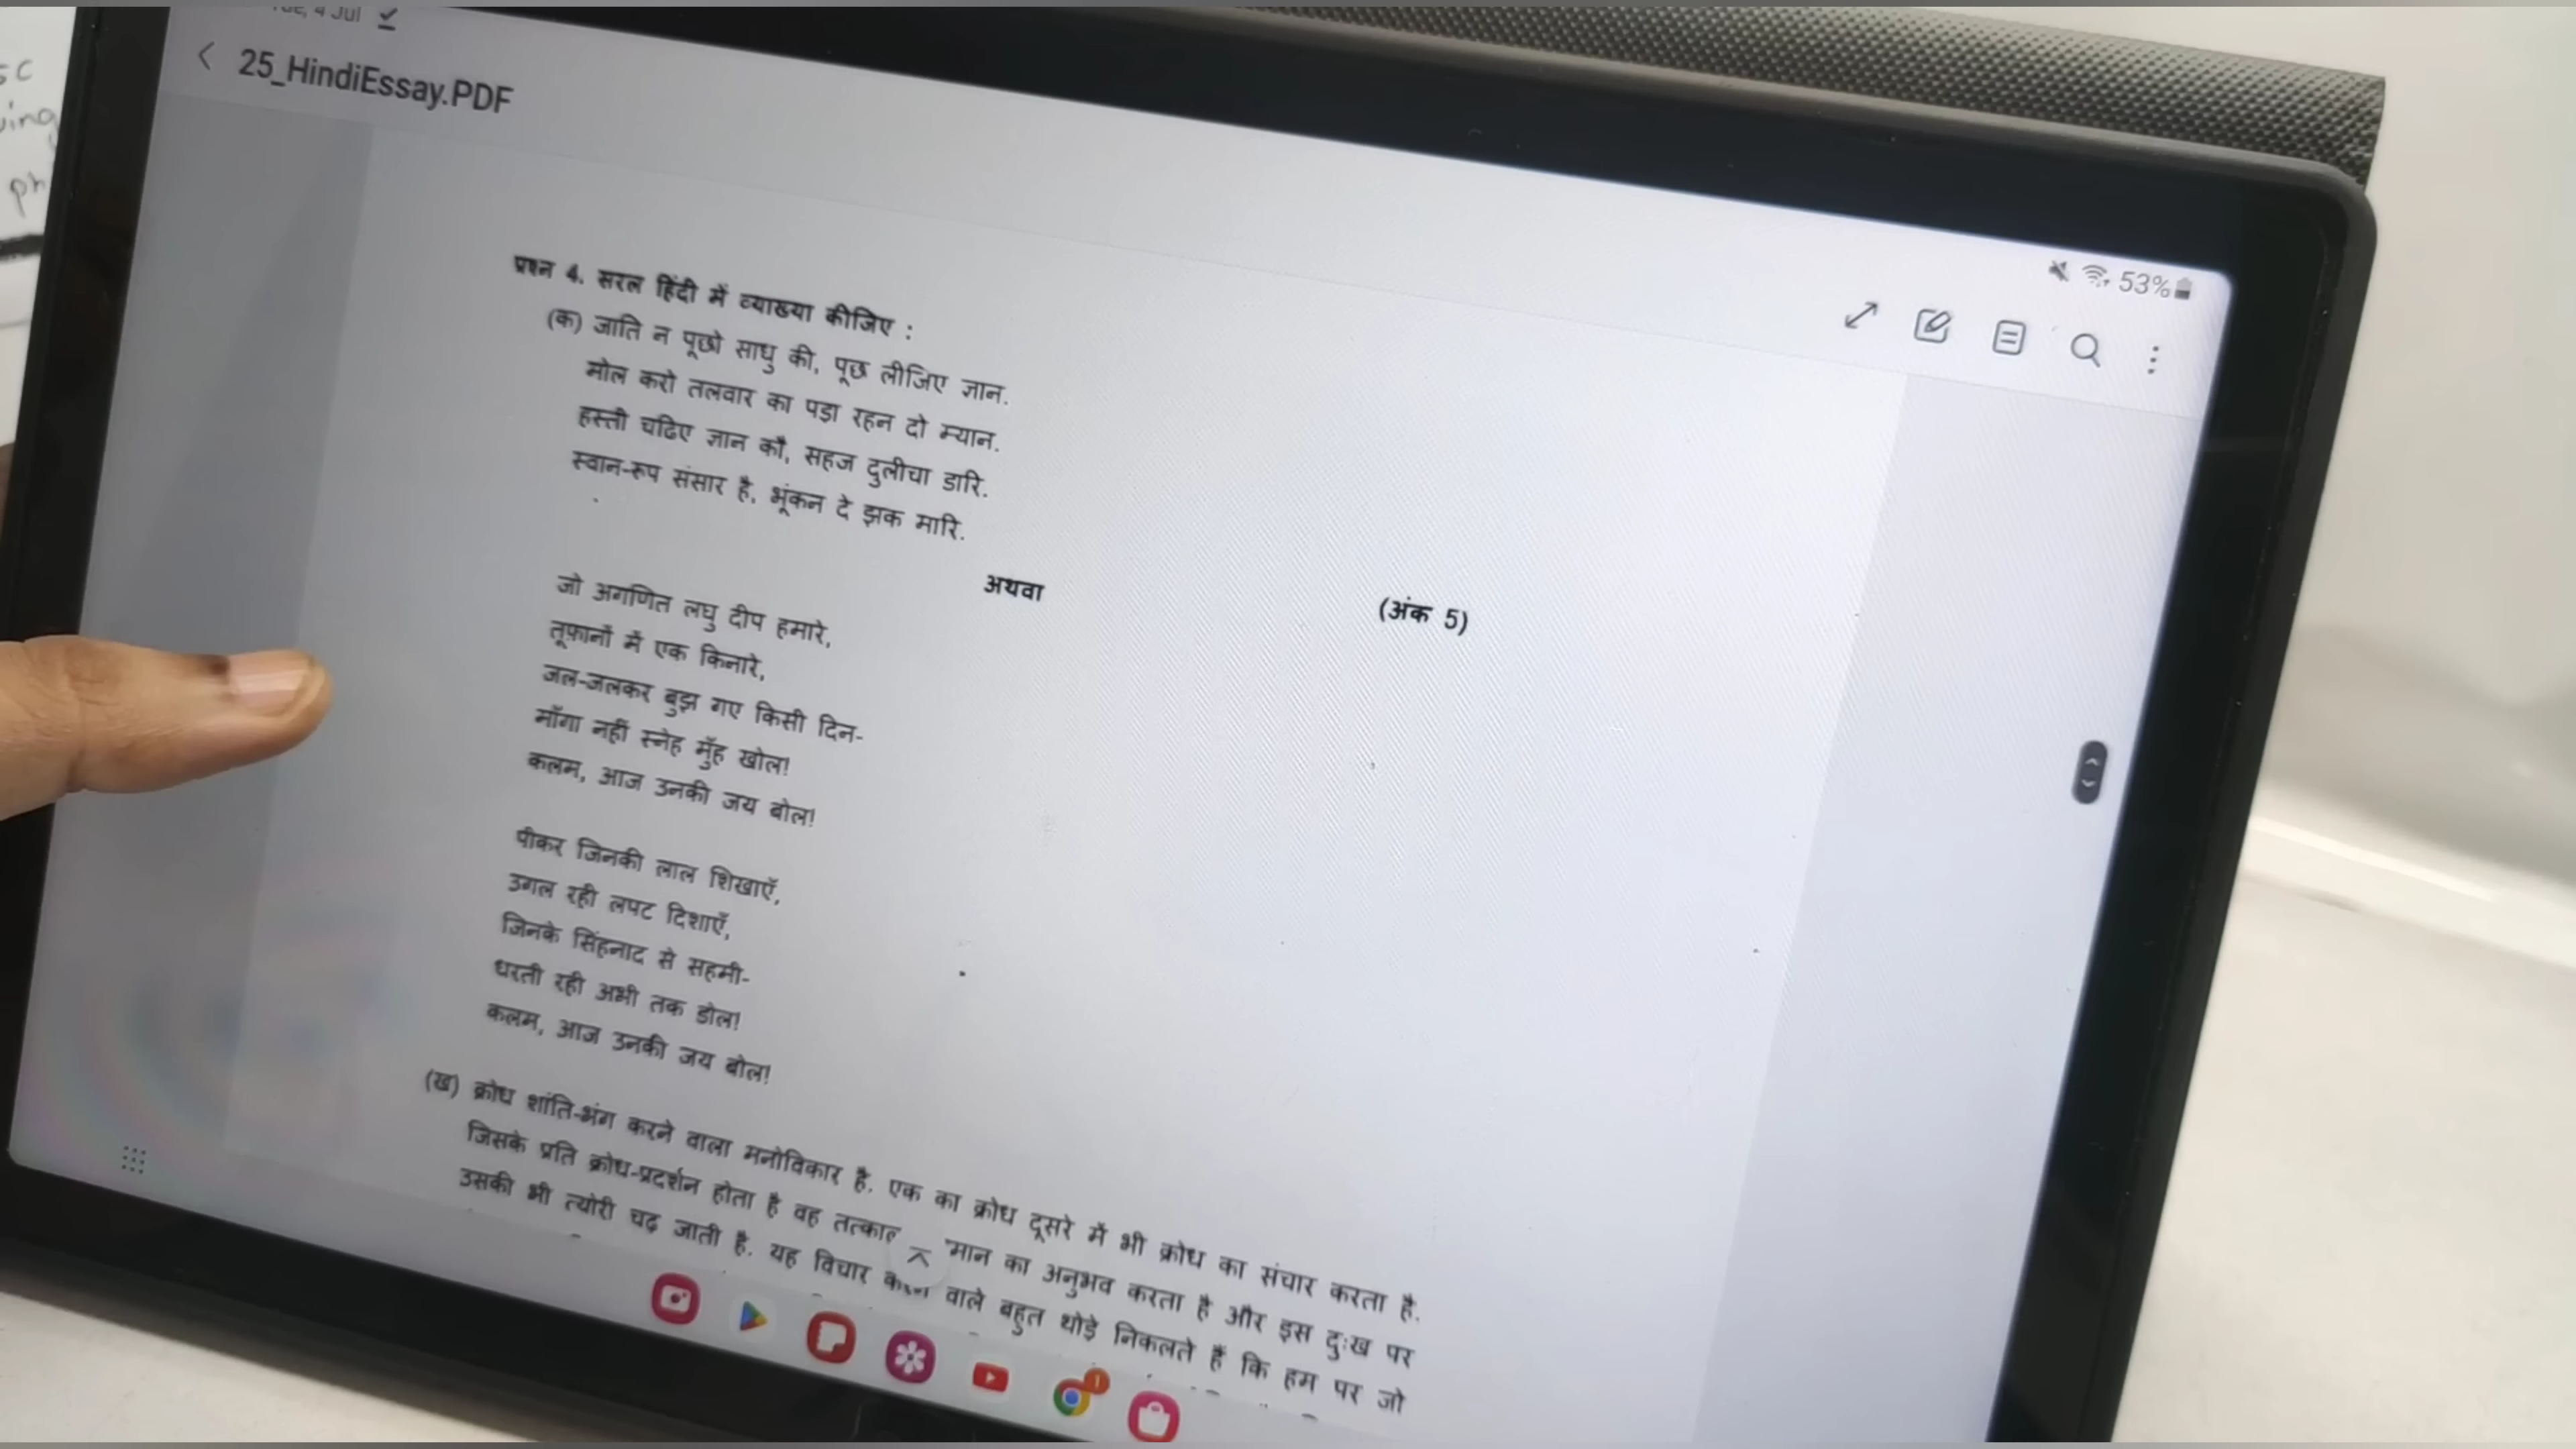 Tue, 4 Jul
25_HindiEssay.PDF
53%
प्रश्न 4. सरल हिंदी में व्याख्या कीजिए :
(क) जाति न पूछो साधु की, पूछ लीजिए ज्ञान.
मोल करो तलवार का पड़ा रहन दो म्यान.
हस्ती चढिए ज्ञान कौ, सहज दुलीचा डारि.
स्वान-रूप संसार है, भूंकन दे झक मारि.
अथवा (अंक 5)
जो अगणित लघु दीप हमारे,
तूफ़ानों में एक किनारे,
जल-जलकर बुझ गए किसी दिन-
माँगा नहीं स्नेह मुँह खोल!
कलम, आज उनकी जय बोल!
पीकर जिनकी लाल शिखाएँ,
उगल रही लपट दिशाएँ,
जिनके सिंहनाद से सहमी-
धरती रही अभी तक डोल!
कलम, आज उनकी जय बोल!
(ख) क्रोध शांति-भंग करने वाला मनोविकार है. एक का क्रोध दूसरे में भी क्रोध का संचार करता है.
जिसके प्रति क्रोध-प्रदर्शन होता है वह तत्काल का अनुभव करता है और इस दुःख पर
उसकी भी त्योरी चढ़ जाती है. यह विचार वाले बहुत थोड़े निकलते हैं कि हम पर जो